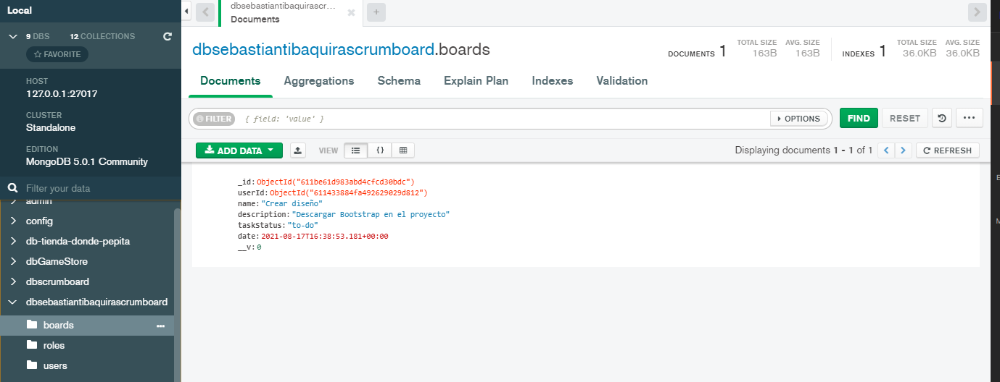 Local
9 DBS 12 COLLECTIONS
FAVORITE
HOST
127.0.0.1:27017
CLUSTER
Standalone
EDITION
MongoDB 5.0.1 Community
Filter your data
admin
config
db-tienda-donde-pepita
dbGameStore
dbscrumboard
dbsebastiantibaquirascrumboard
boards
roles
users
dbsebastiantibaquirascr...
Documents
dbsebastiantibaquirascrumboard.boards
DOCUMENTS 1 TOTAL SIZE 163B AVG. SIZE 163B INDEXES 1 TOTAL SIZE 36.0KB AVG. SIZE 36.0KB
Documents Aggregations Schema Explain Plan Indexes Validation
FILTER { field: 'value' } OPTIONS FIND RESET
ADD DATA VIEW {} Displaying documents 1 - 1 of 1 REFRESH
_id: ObjectId("611be61d983abd4cfcd30bdc")
userId: ObjectId("611433884fa492629029d812")
name: "Crear diseño"
description: "Descargar Bootstrap en el proyecto"
taskStatus: "to-do"
date: 2021-08-17T16:38:53.181+00:00
__v: 0